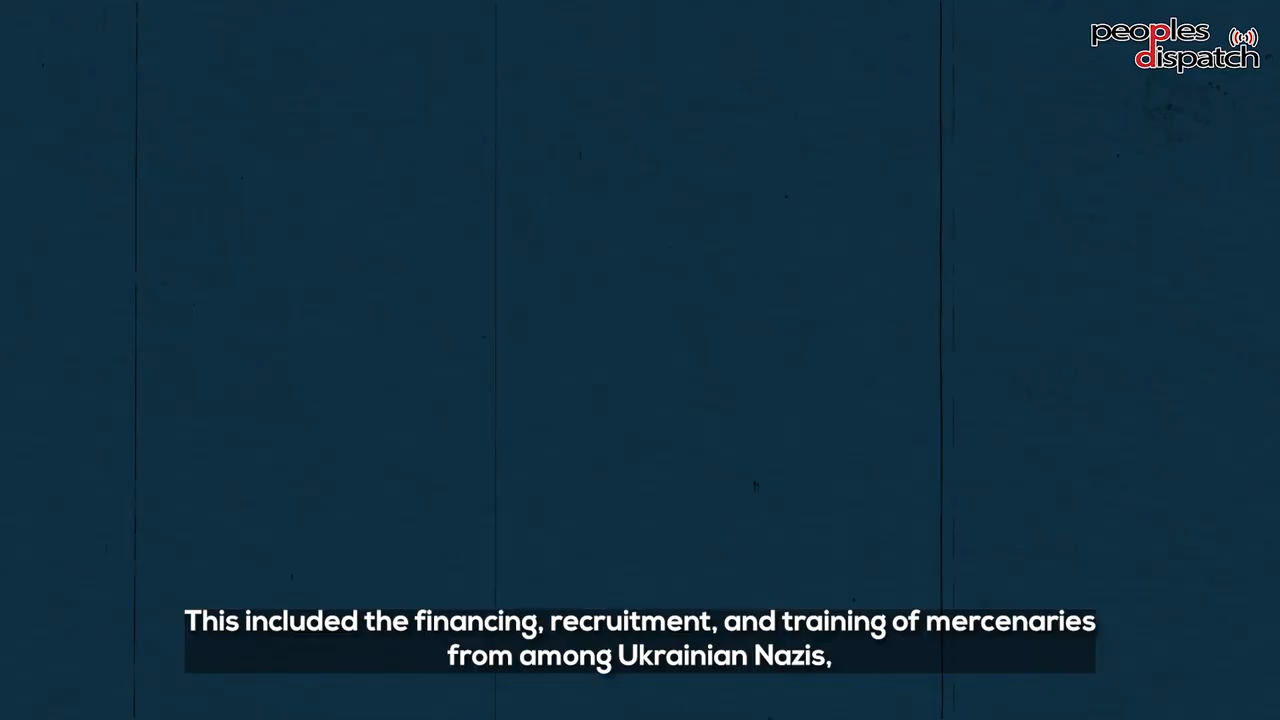 peoples
dispatch
This included the financing, recruitment, and training of mercenaries
from among Ukrainian Nazis,